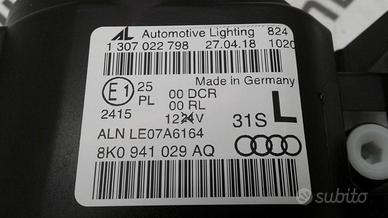 AL Automotive Lighting 824
1 307 022 798 27.04.18 1020
Made in Germany
E1 25 00 DCR
PL 00 RL
2415 12V
31S L
ALN LE07A6164
8K0 941 029 AQ
subito